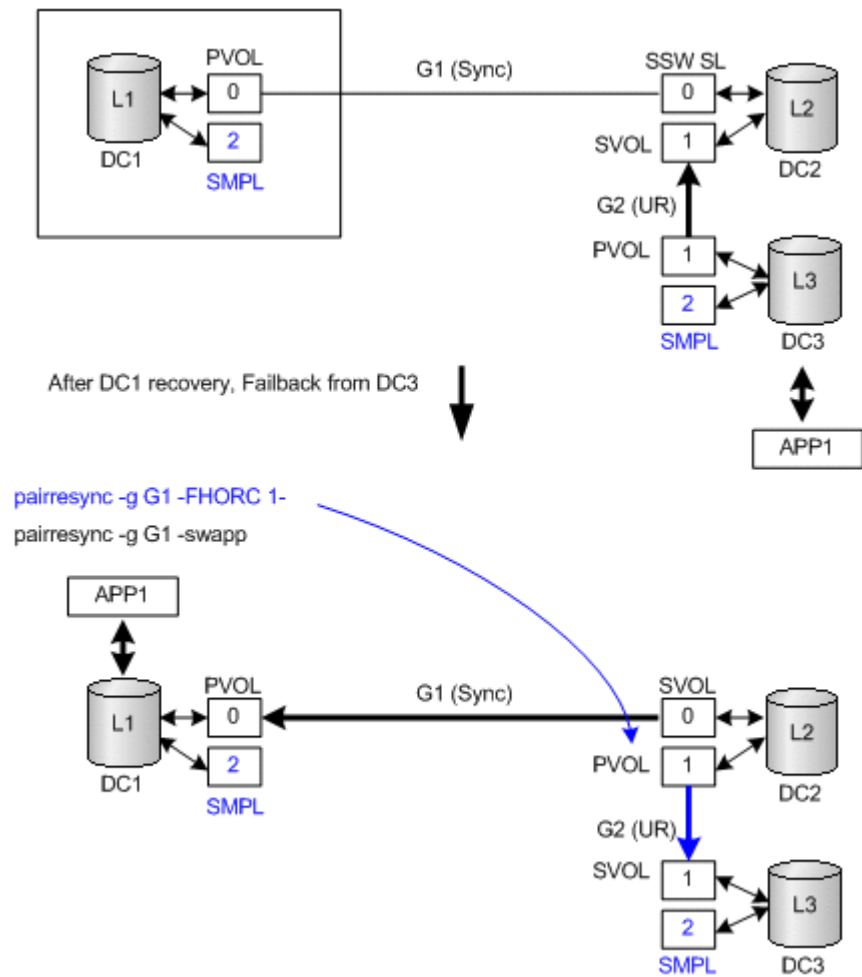 PVOL
G1 (Sync)
SSW SL
L1
0
0
L2
2
SVOL
1
DC1
SMPL
DC2
G2 (UR)
PVOL
1
L3
2
SMPL
DC3
After DC1 recovery, Failback from DC3
APP1
pairresync -g G1 -FHORC 1-
pairresync -g G1 -swapp
APP1
PVOL
G1 (Sync)
SVOL
L1
0
0
L2
2
PVOL
1
DC1
SMPL
DC2
G2 (UR)
SVOL
1
L3
2
SMPL
DC3